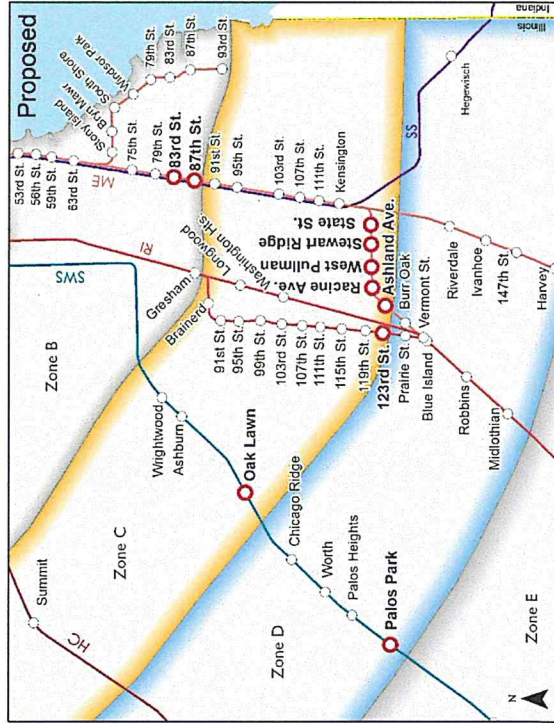 Proposed
53rd St.
56th St.
59th St.
63rd St.
ME
Stony Island
Bryn Mawr
South Shore
Windsor Park
79th St.
83rd St.
87th St.
93rd St.
75th St.
79th St.
83rd St.
87th St.
91st St.
95th St.
103rd St.
107th St.
111th St.
Kensington
SS
Hegewisch
Illinois
Indiana
State St.
Stewart Ridge
West Pullman
Racine Ave.
Ashland Ave.
Burr Oak
Vermont St.
Riverdale
Ivanhoe
147th St.
Harvey
RI
Gresham
Longwood
Washington Hts.
Brainerd
91st St.
95th St.
99th St.
103rd St.
107th St.
111th St.
115th St.
119th St.
123rd St.
Prairie St.
Blue Island
Robbins
Midlothian
SWS
Zone B
Wrightwood
Ashburn
Oak Lawn
Chicago Ridge
Worth
Palos Heights
Palos Park
Zone C
Zone D
Zone E
Summit
HC
N